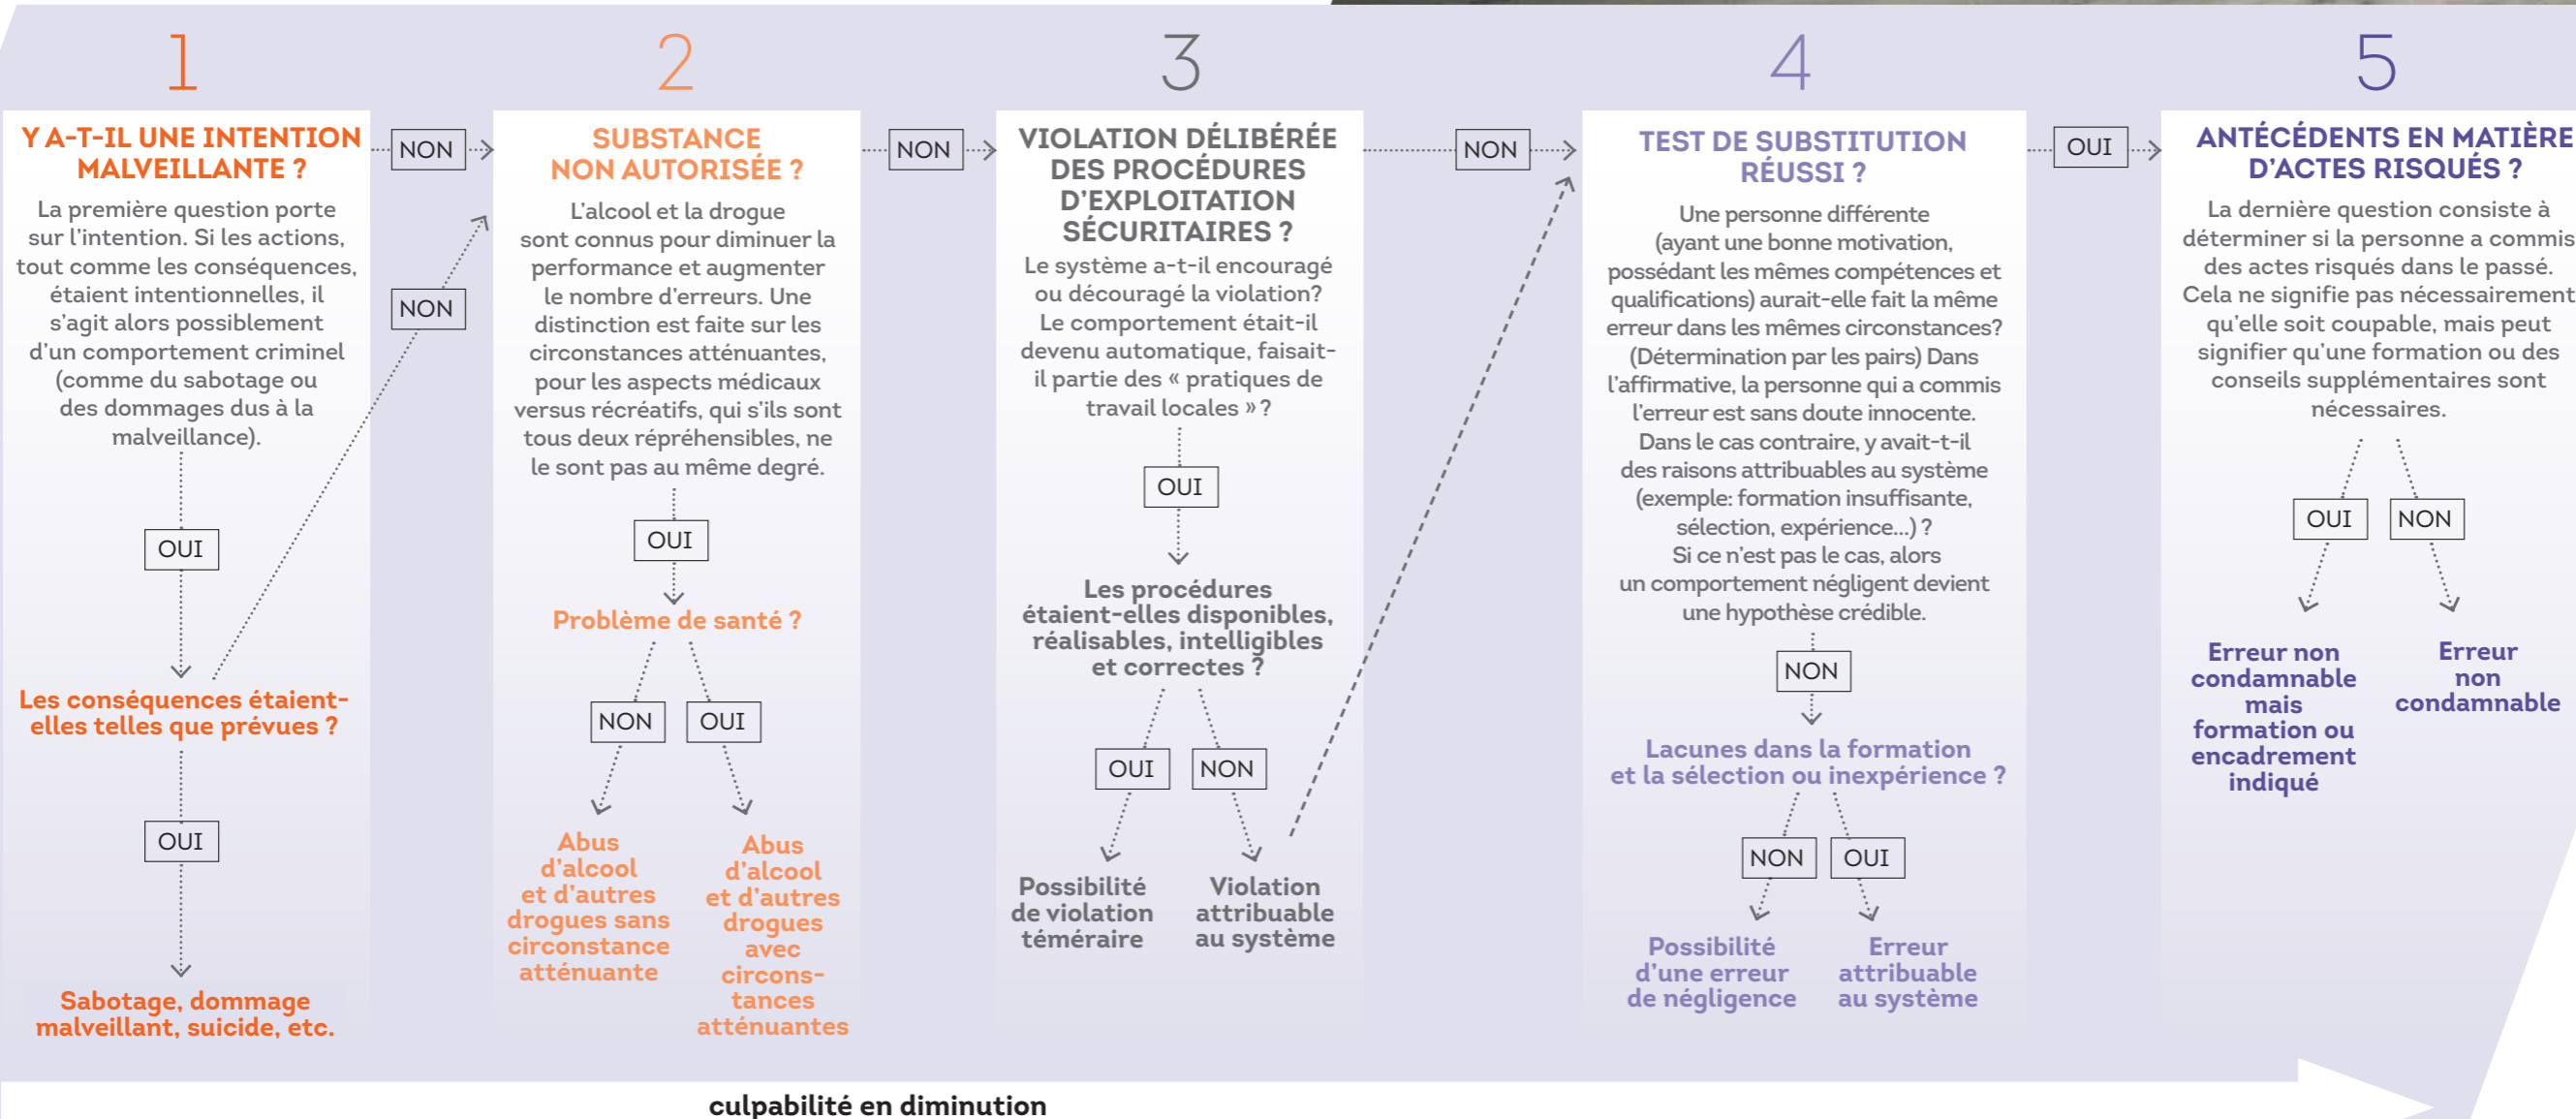 1
Y A-T-IL UNE INTENTION
MALVEILLANTE ?
La première question porte
sur l'intention. Si les actions,
tout comme les conséquences,
étaient intentionnelles, il
s'agit alors possiblement
d'un comportement criminel
(comme du sabotage ou
des dommages dus à la
malveillance).
OUI
Les conséquences étaient-
elles telles que prévues ?
OUI
Sabotage, dommage
malveillant, suicide, etc.
NON
NON
2
SUBSTANCE
NON AUTORISÉE ?
L'alcool et la drogue
sont connus pour diminuer la
performance et augmenter
le nombre d'erreurs. Une
distinction est faite sur les
circonstances atténuantes,
pour les aspects médicaux
versus récréatifs, qui s'ils sont
tous deux répréhensibles, ne
le sont pas au même degré.
OUI
Problème de santé ?
NON
OUI
Abus
d'alcool
et d'autres
drogues sans
circonstance
atténuante
Abus
d'alcool
et d'autres
drogues
avec
circons-
tances
atténuantes
NON
3
VIOLATION DÉLIBÉRÉE
DES PROCÉDURES
D'EXPLOITATION
SÉCURITAIRES ?
Le système a-t-il encouragé
ou découragé la violation?
Le comportement était-il
devenu automatique, faisait-
il partie des « pratiques de
travail locales » ?
OUI
Les procédures
étaient-elles disponibles,
réalisables, intelligibles
et correctes ?
OUI
NON
Possibilité
de violation
téméraire
Violation
attribuable
au système
NON
4
TEST DE SUBSTITUTION
RÉUSSI ?
Une personne différente
(ayant une bonne motivation,
possédant les mêmes compétences et
qualifications) aurait-elle fait la même
erreur dans les mêmes circonstances?
(Détermination par les pairs) Dans
l'affirmative, la personne qui a commis
l'erreur est sans doute innocente.
Dans le cas contraire, y avait-t-il
des raisons attribuables au système
(exemple: formation insuffisante,
sélection, expérience...) ?
Si ce n'est pas le cas, alors
un comportement négligent devient
une hypothèse crédible.
NON
Lacunes dans la formation
et la sélection ou inexpérience ?
NON
OUI
Possibilité
d'une erreur
de négligence
Erreur
attribuable
au système
OUI
5
ANTÉCÉDENTS EN MATIÈRE
D'ACTES RISQUÉS ?
La dernière question consiste à
déterminer si la personne a commis
des actes risqués dans le passé.
Cela ne signifie pas nécessairement
qu'elle soit coupable, mais peut
signifier qu'une formation ou des
conseils supplémentaires sont
nécessaires.
OUI
NON
Erreur non
condamnable
mais
formation ou
encadrement
indiqué
Erreur
non
condamnable
culpabilité en diminution